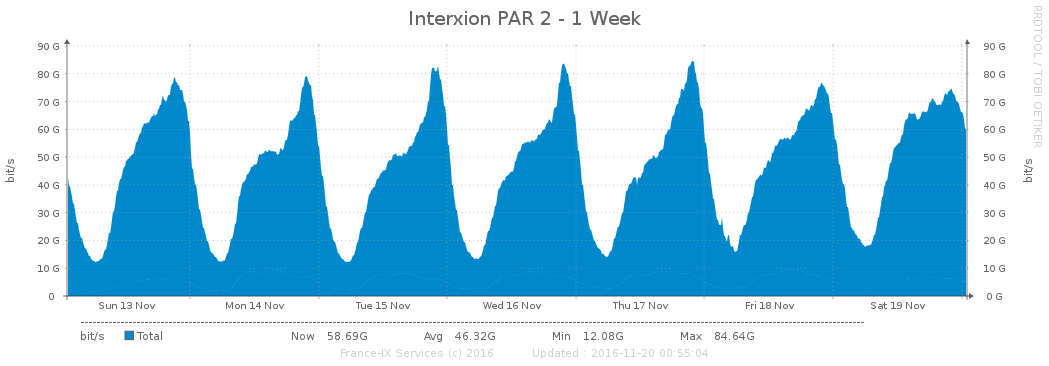 Interxion PAR 2 - 1 Week
RRDTOOL / TOBI OETIKER
90 G 90 G
80 G 80 G
70 G 70 G
60 G 60 G
50 G 50 G
40 G 40 G
30 G 30 G
20 G 20 G
10 G 10 G
0 0 G
bit/s
bit/s
Sun 13 Nov Mon 14 Nov Tue 15 Nov Wed 16 Nov Thu 17 Nov Fri 18 Nov Sat 19 Nov
bit/s Total Now 58.69G Avg 46.32G Min 12.08G Max 84.64G
France-IX Services (c) 2016 Updated : 2016-11-20 00:55:04